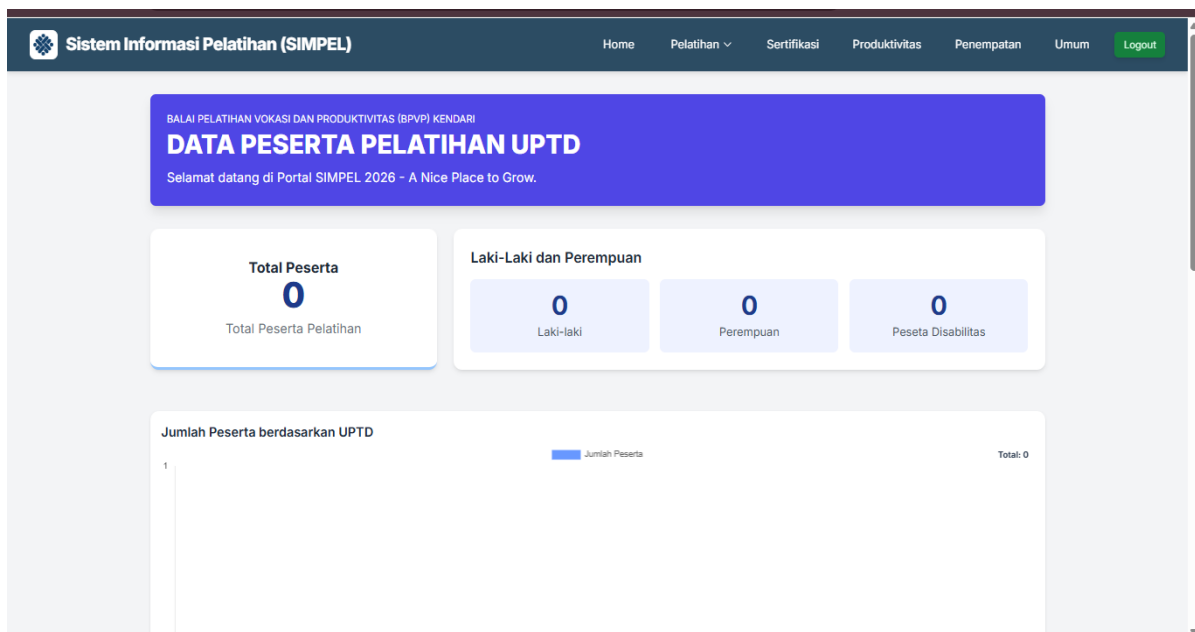 Sistem Informasi Pelatihan (SIMPEL)
Home Pelatihan Sertifikasi Produktivitas Penempatan Umum Logout
BALAI PELATIHAN VOKASI DAN PRODUKTIVITAS (BPVP) KENDARI
DATA PESERTA PELATIHAN UPTD
Selamat datang di Portal SIMPEL 2026 - A Nice Place to Grow.
Total Peserta
0
Total Peserta Pelatihan
Laki-Laki dan Perempuan
0 0 0
Laki-laki Perempuan Peseta Disabilitas
Jumlah Peserta berdasarkan UPTD
Jumlah Peserta Total: 0
1